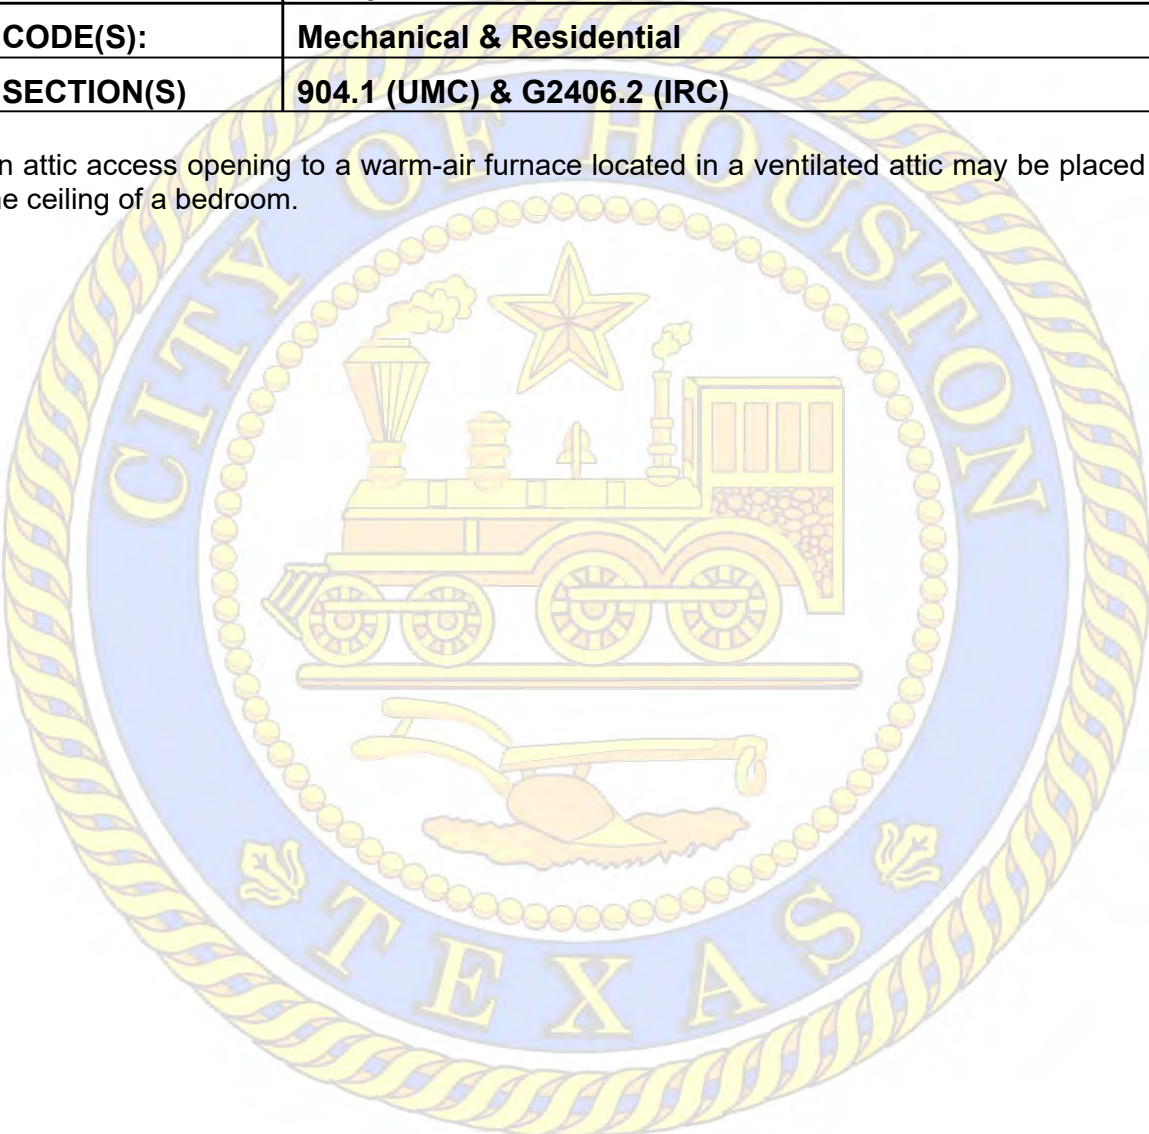 CODE(S): Mechanical & Residential
SECTION(S) 904.1 (UMC) & G2406.2 (IRC)
n attic access opening to a warm-air furnace located in a ventilated attic may be placed
he ceiling of a bedroom.
CITY OF HOUSTON
TEXAS